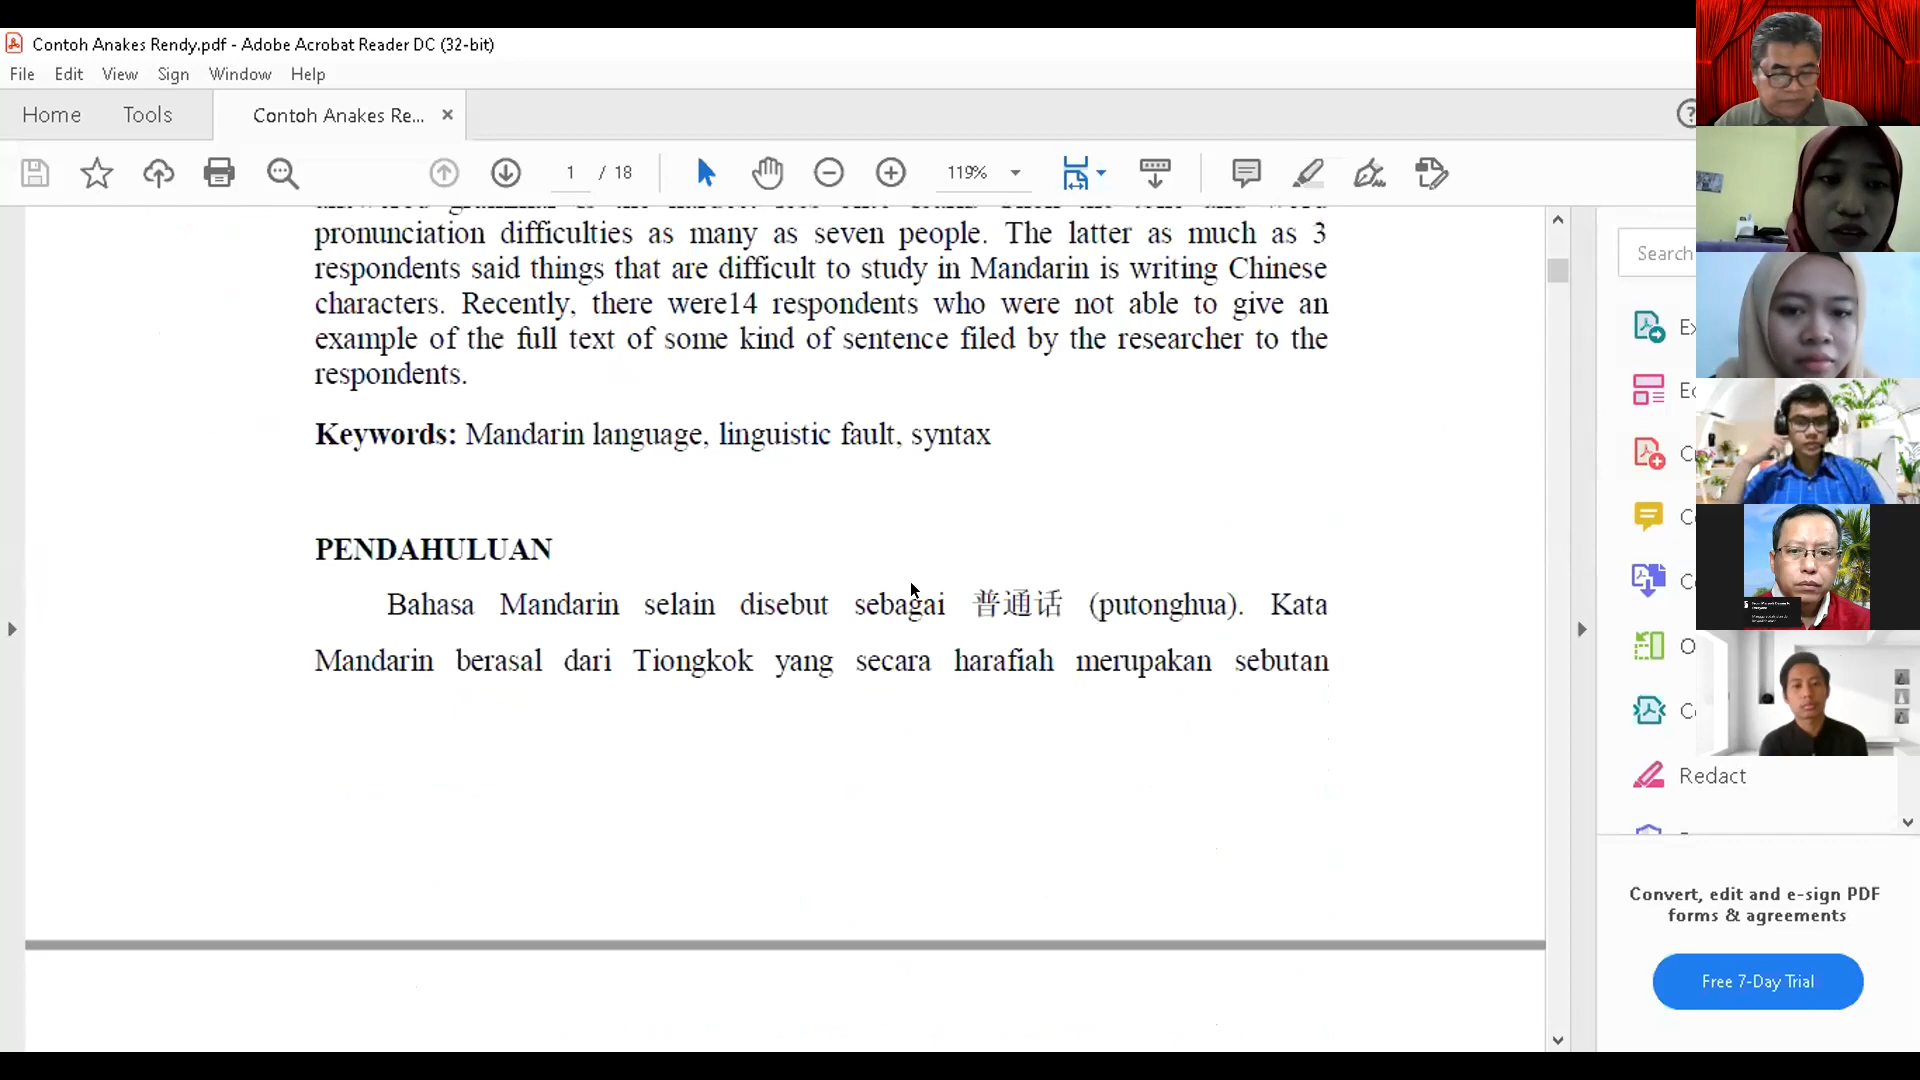 Contoh Anakes Rendy.pdf - Adobe Acrobat Reader DC (32-bit)
File Edit View Sign Window Help
Home Tools Contoh Anakes Re... ×
1 / 18 119%
pronunciation difficulties as many as seven people. The latter as much as 3
respondents said things that are difficult to study in Mandarin is writing Chinese
characters. Recently, there were14 respondents who were not able to give an
example of the full text of some kind of sentence filed by the researcher to the
respondents.
Keywords: Mandarin language, linguistic fault, syntax
PENDAHULUAN
Bahasa Mandarin selain disebut sebagai 普通话 (putonghua). Kata
Mandarin berasal dari Tiongkok yang secara harafiah merupakan sebutan
Search
Redact
Convert, edit and e-sign PDF
forms & agreements
Free 7-Day Trial